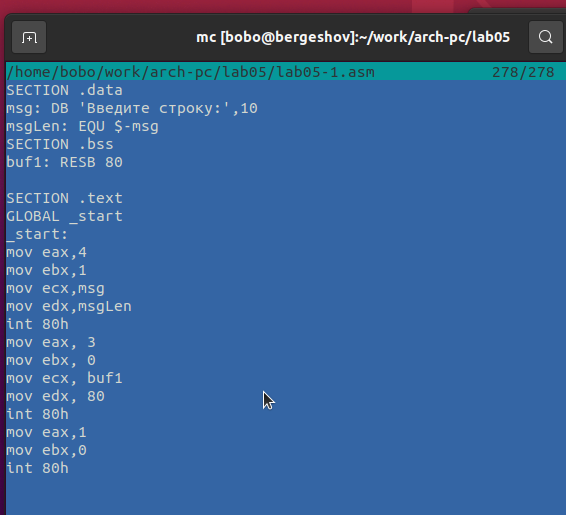 mc [bobo@bergeshov]:~/work/arch-pc/lab05
/home/bobo/work/arch-pc/lab05/lab05-1.asm 278/278
SECTION .data
msg: DB 'Введите строку:',10
msgLen: EQU $-msg
SECTION .bss
buf1: RESB 80
SECTION .text
GLOBAL _start
_start:
mov eax,4
mov ebx,1
mov ecx,msg
mov edx,msgLen
int 80h
mov eax, 3
mov ebx, 0
mov ecx, buf1
mov edx, 80
int 80h
mov eax,1
mov ebx,0
int 80h